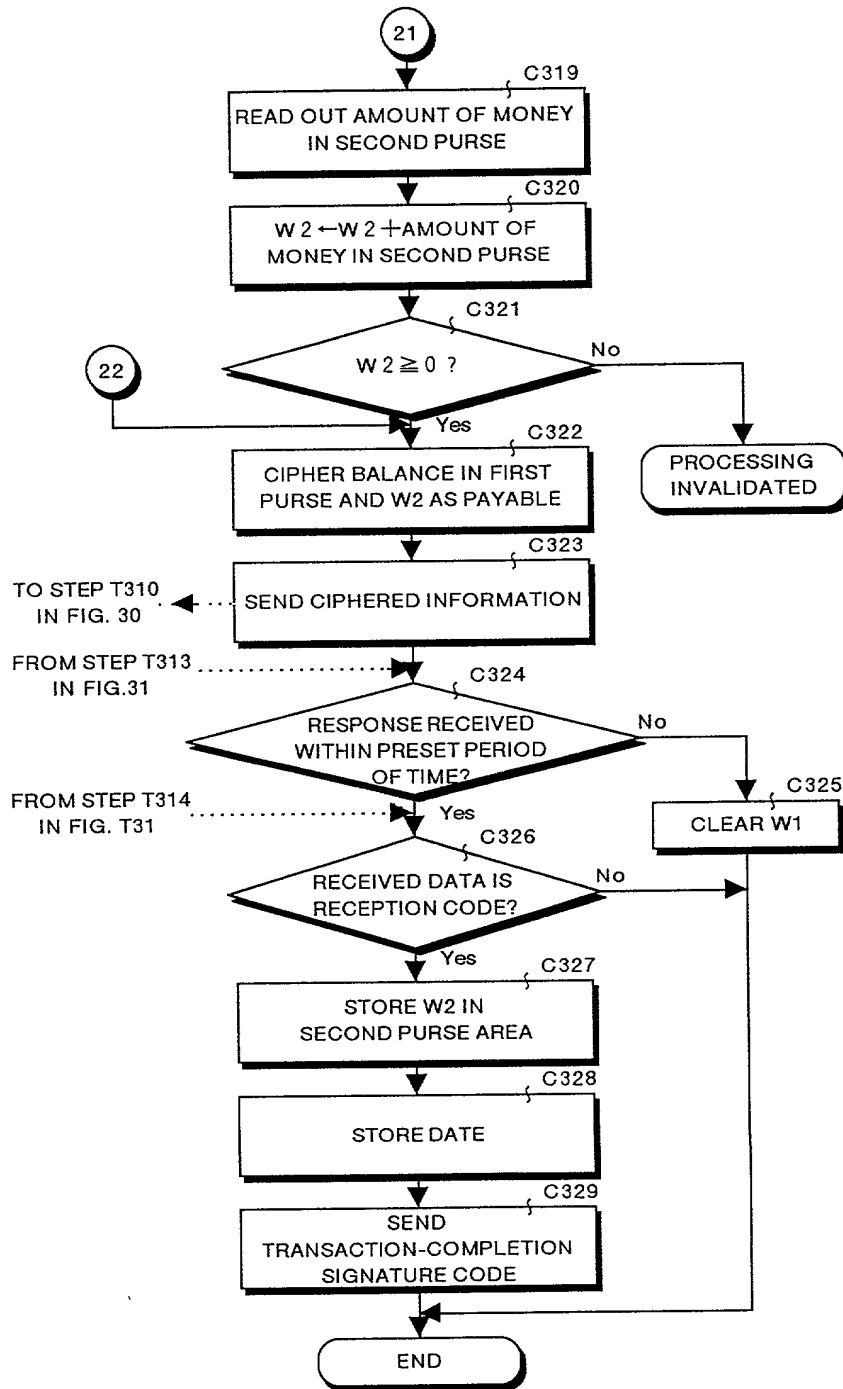 21
C319
READ OUT AMOUNT OF MONEY
IN SECOND PURSE
C320
W2←W2+AMOUNT OF
MONEY IN SECOND PURSE
C321
W2≧0 ?
No
22
Yes
C322
CIPHER BALANCE IN FIRST
PURSE AND W2 AS PAYABLE
PROCESSING
INVALIDATED
C323
TO STEP T310
IN FIG. 30
SEND CIPHERED INFORMATION
FROM STEP T313
IN FIG.31
C324
RESPONSE RECEIVED
WITHIN PRESET PERIOD
OF TIME?
No
C325
CLEAR W1
FROM STEP T314
IN FIG. T31
Yes
C326
RECEIVED DATA IS
RECEPTION CODE?
No
Yes
C327
STORE W2 IN
SECOND PURSE AREA
C328
STORE DATE
C329
SEND
TRANSACTION-COMPLETION
SIGNATURE CODE
END